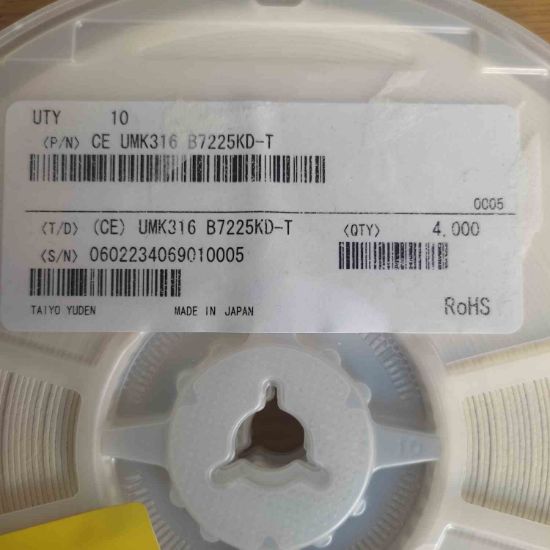 UTY 10
<P/N> CE UMK316 B7225KD-T
0005
<T/D> (CE) UMK316 B7225KD-T <QTY> 4,000
<S/N> 0602234069010005
TAIYO YUDEN MADE IN JAPAN RoHS
10